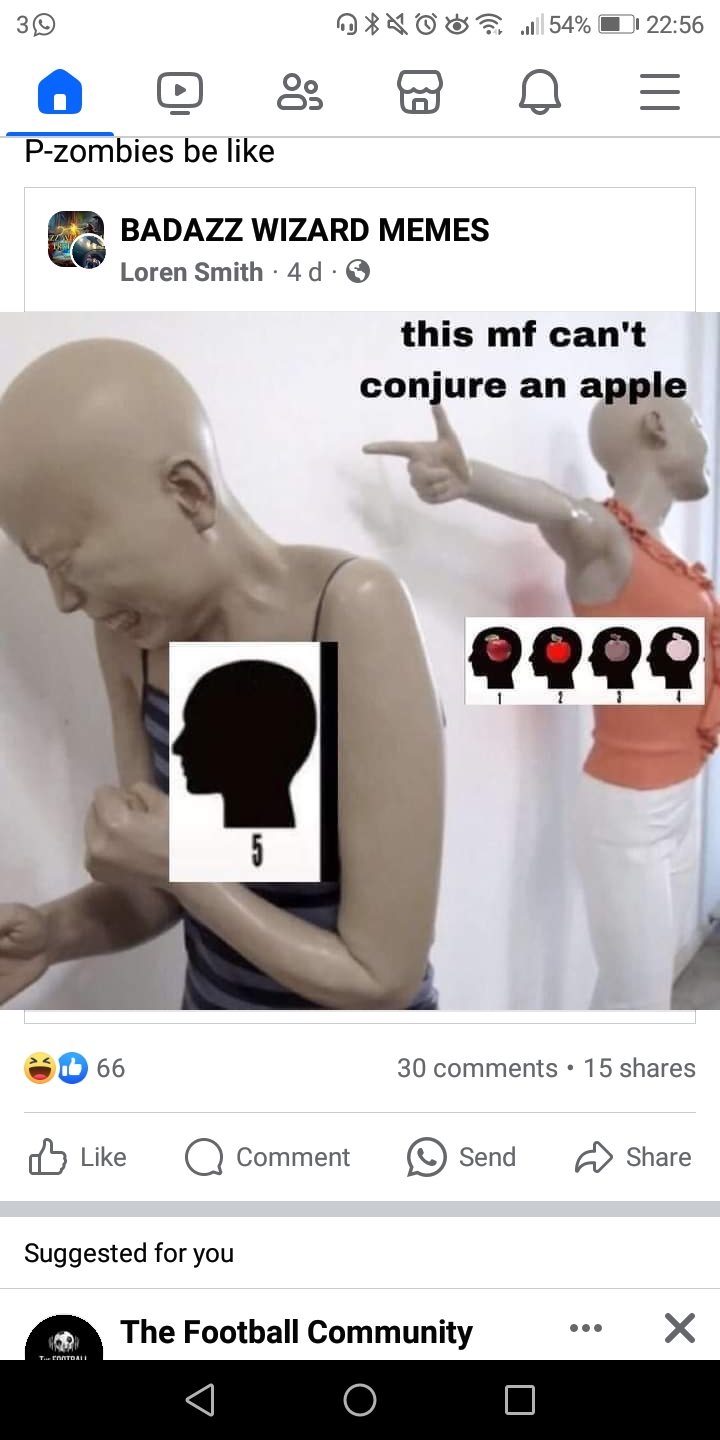 3
54% 22:56
P-zombies be like
BADAZZ WIZARD MEMES
Loren Smith · 4 d ·
this mf can't
conjure an apple
1 2 3 4
5
66 30 comments • 15 shares
Like Comment Send Share
Suggested for you
The Football Community